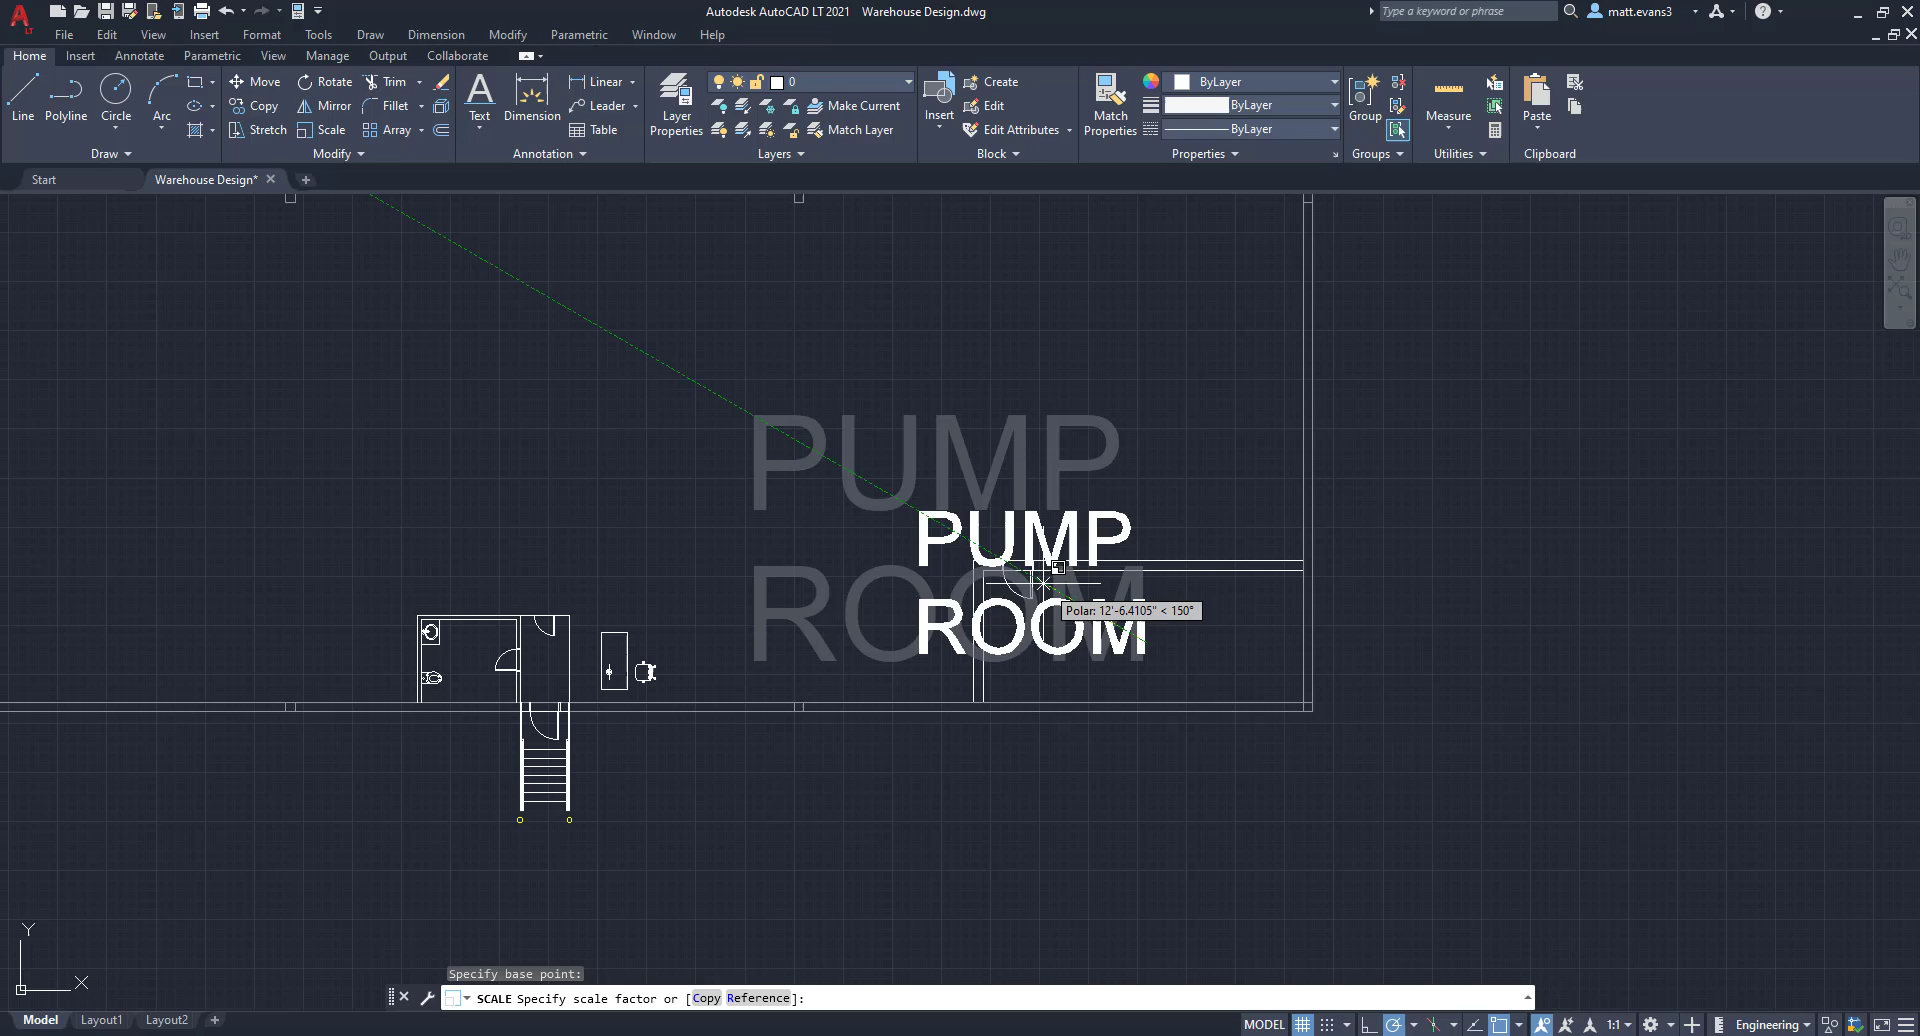 Autodesk AutoCAD LT 2021 Warehouse Design.dwg
Type a keyword or phrase
matt.evans3
File Edit View Insert Format Tools Draw Dimension Modify Parametric Window Help
Home Insert Annotate Parametric View Manage Output Collaborate
Line
Polyline
Circle
Arc
Draw
Move
Rotate
Trim
Copy
Mirror
Fillet
Stretch
Scale
Array
Modify
Text
Dimension
Linear
Leader
Table
Annotation
Layer Properties
0
Make Current
Match Layer
Layers
Insert
Create
Edit
Edit Attributes
Block
Match Properties
ByLayer
ByLayer
ByLayer
Properties
Group
Groups
Measure
Utilities
Paste
Clipboard
Start
Warehouse Design*
PUMP
PUMP
ROOM
ROOM
Polar: 12'-6.4105" < 150°
Y
X
Specify base point:
SCALE Specify scale factor or [Copy Reference]:
Model Layout1 Layout2
MODEL
1:1
Engineering